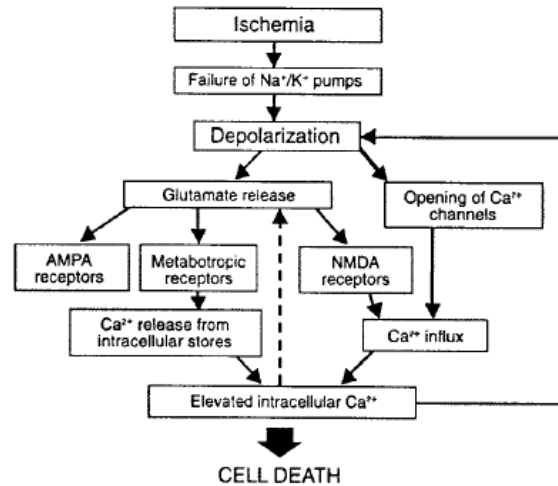 Ischemia
Failure of Na⁺/K⁺ pumps
Depolarization
Glutamate release
Opening of Ca²⁺
channels
AMPA
receptors
Metabotropic
receptors
NMDA
receptors
Ca²⁺ release from
intracellular stores
Ca²⁺ influx
Elevated intracellular Ca²⁺
CELL DEATH